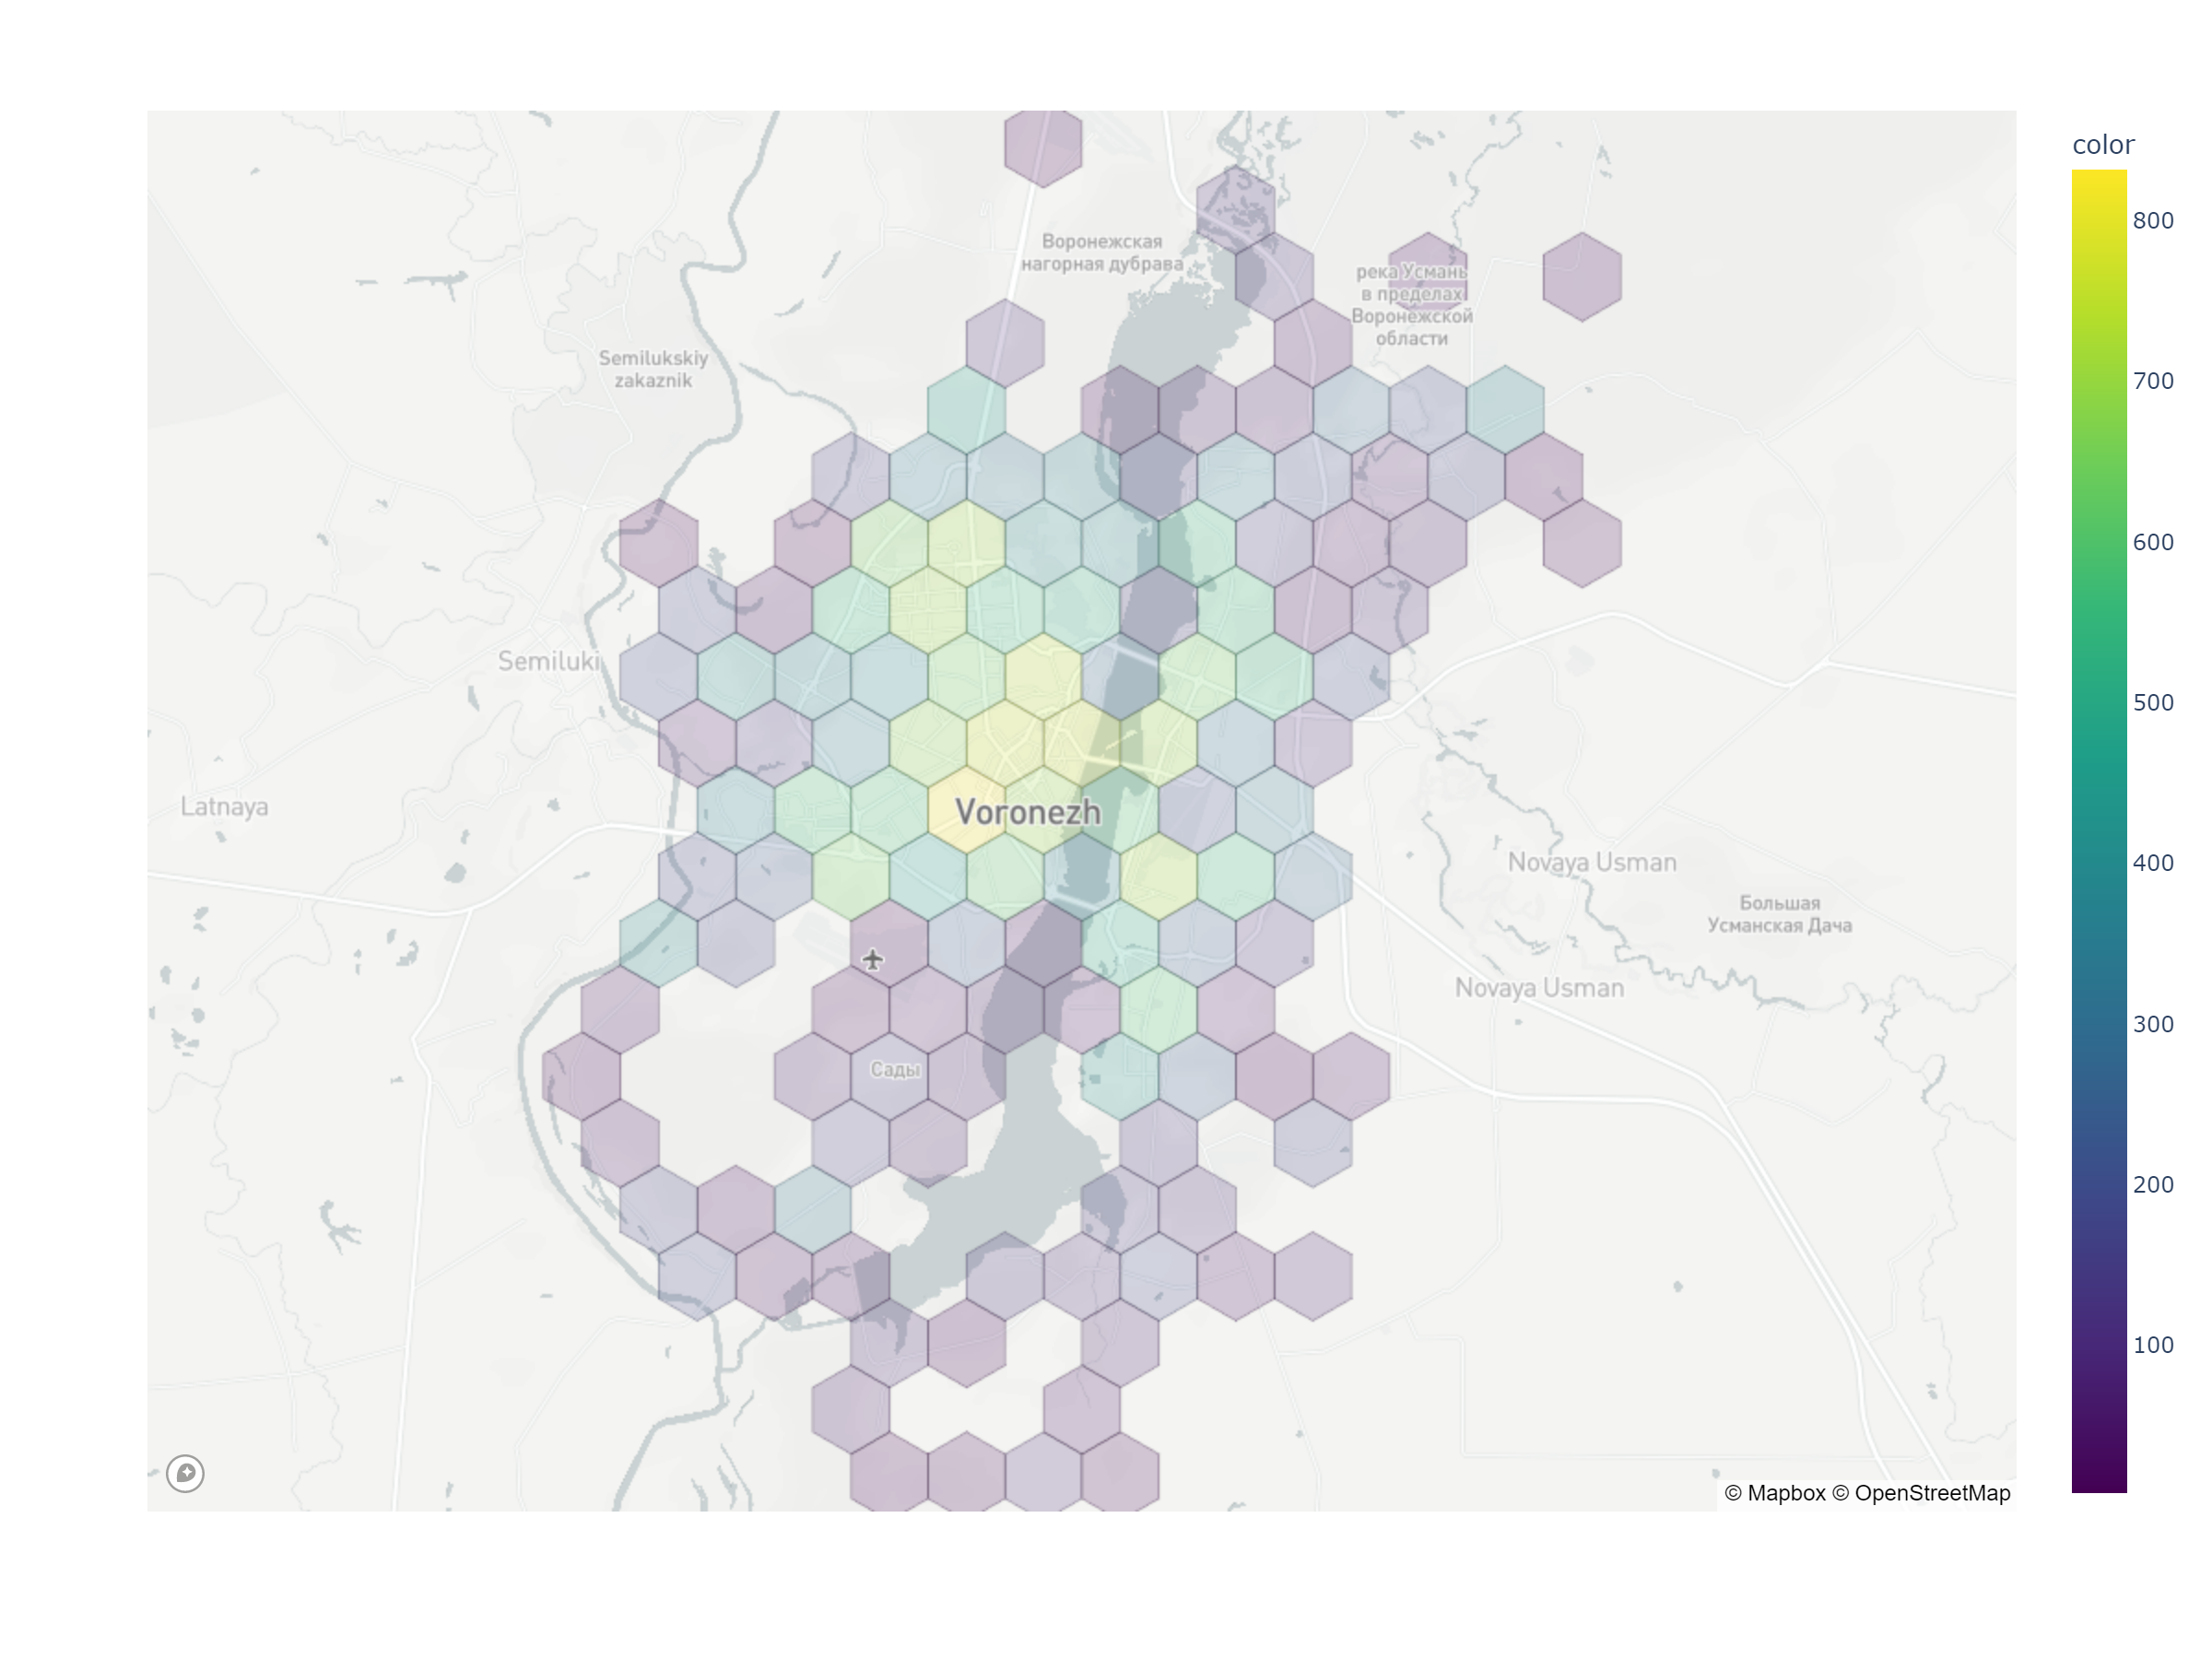 color
800
700
600
500
400
300
200
100
Воронежская
нагорная дубрава
река Усмань
в пределах
Воронежской
области
Semilukskiy
zakaznik
Semiluki
Latnaya
Voronezh
Novaya Usman
Большая
Усманская Дача
Novaya Usman
Сады
© Mapbox © OpenStreetMap